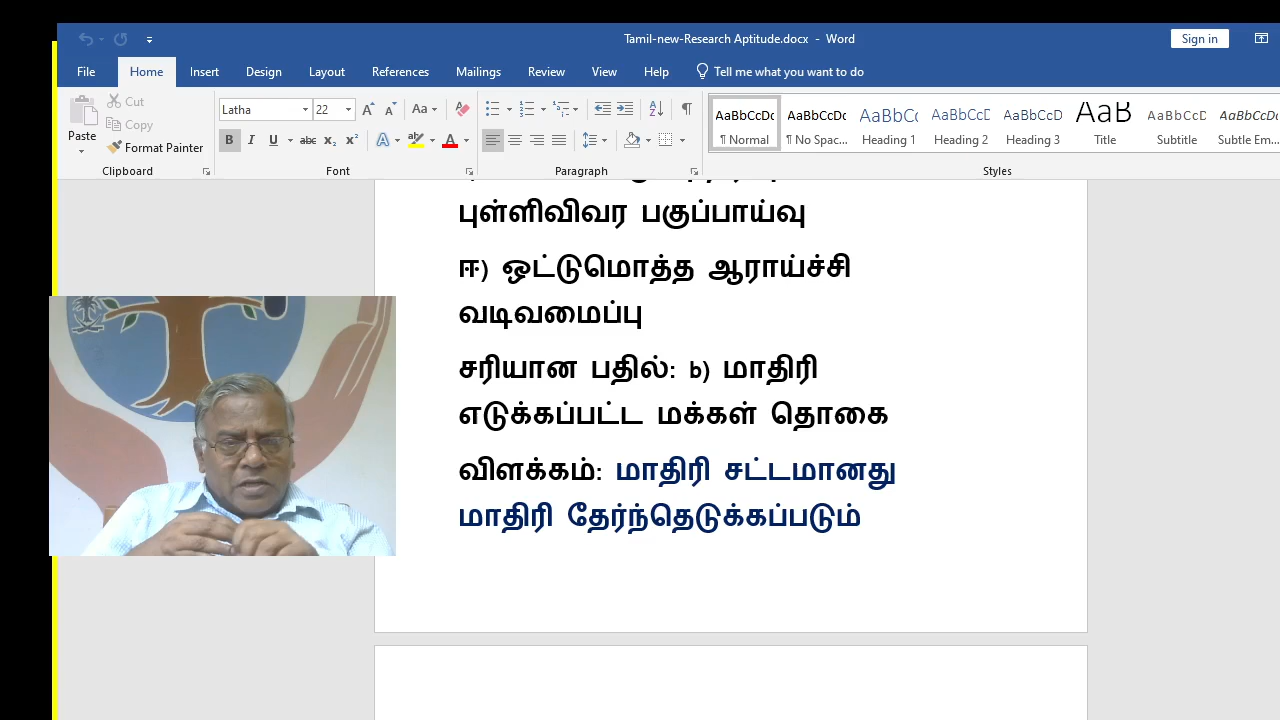 Tamil-new-Research Aptitude.docx - Word
Sign in
File Home Insert Design Layout References Mailings Review View Help Tell me what you want to do
Paste
Cut
Copy
Format Painter
Clipboard
Latha 22
Font
Paragraph
AaBbCcDc AaBbCcDc AaBbC AaBbCcD AaBbCcD AaB AaBbCcD AaBbCcDc
¶ Normal ¶ No Spac... Heading 1 Heading 2 Heading 3 Title Subtitle Subtle Em...
Styles
புள்ளிவிவர பகுப்பாய்வு
ஈ) ஒட்டுமொத்த ஆராய்ச்சி
வடிவமைப்பு
சரியான பதில்: b) மாதிரி
எடுக்கப்பட்ட மக்கள் தொகை
விளக்கம்: மாதிரி சட்டமானது
மாதிரி தேர்ந்தெடுக்கப்படும்